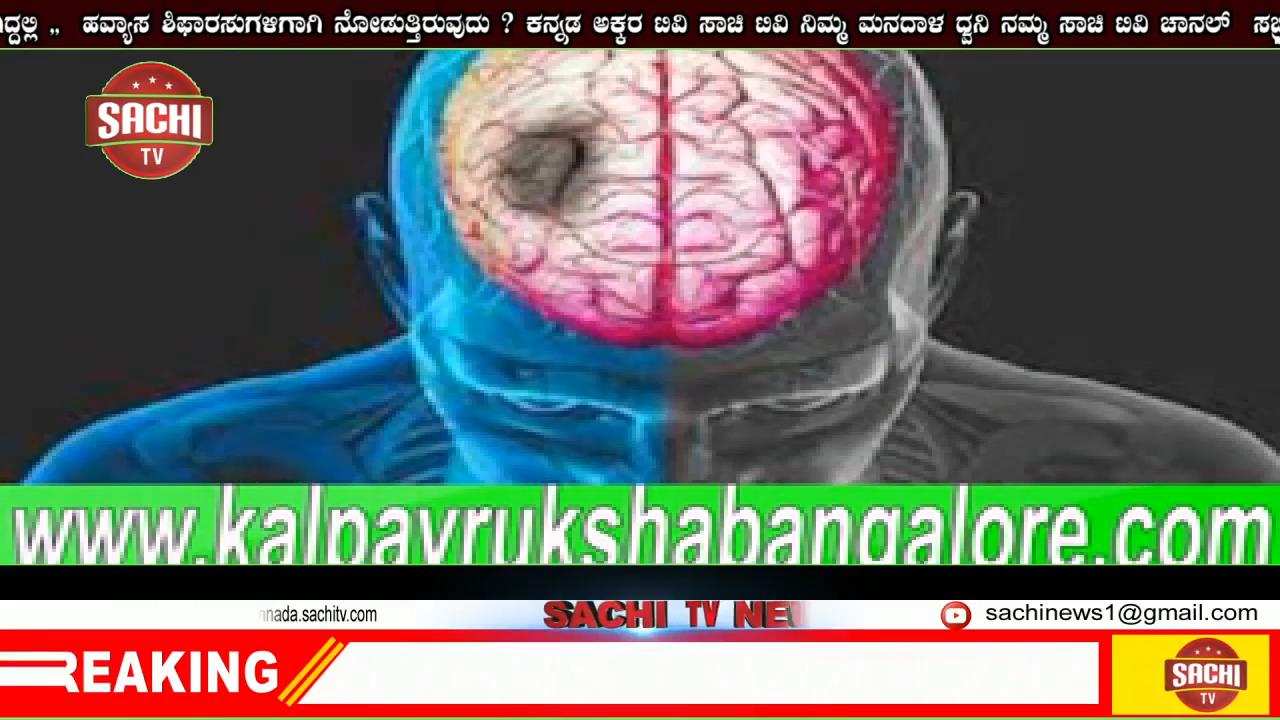 ದ್ದಲ್ಲಿ ,, ಹವ್ಯಾಸ ಶಿಫಾರಸುಗಳಿಗಾಗಿ ನೋಡುತ್ತಿರುವುದು ? ಕನ್ನಡ ಅಕ್ಕರ ಟಿವಿ ಸಾಚಿ ಟಿವಿ ನಿಮ್ಮ ಮನದಾಳ ಧ್ವನಿ ನಮ್ಮ ಸಾಚಿ ಟಿವಿ ಚಾನಲ್
SACHI
TV
www.kalpavrukshabangalore.com
nnada.sachitv.com SACHI TV NEW sachinews1@gmail.com
REAKING
SACHI
TV